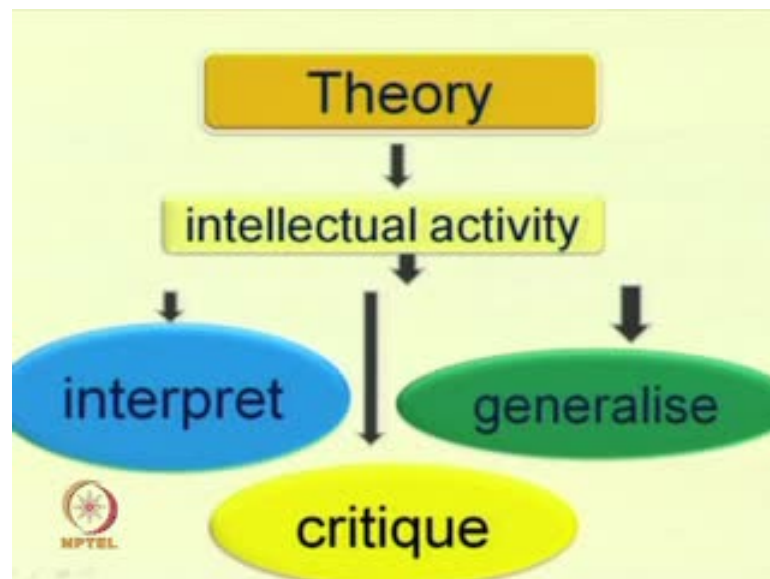 Theory
intellectual activity
interpret
generalise
critique
NPTEL